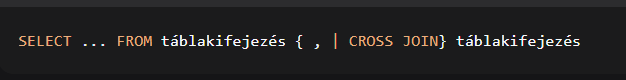 SELECT ... FROM táblakifejezés { , | CROSS JOIN} táblakifejezés